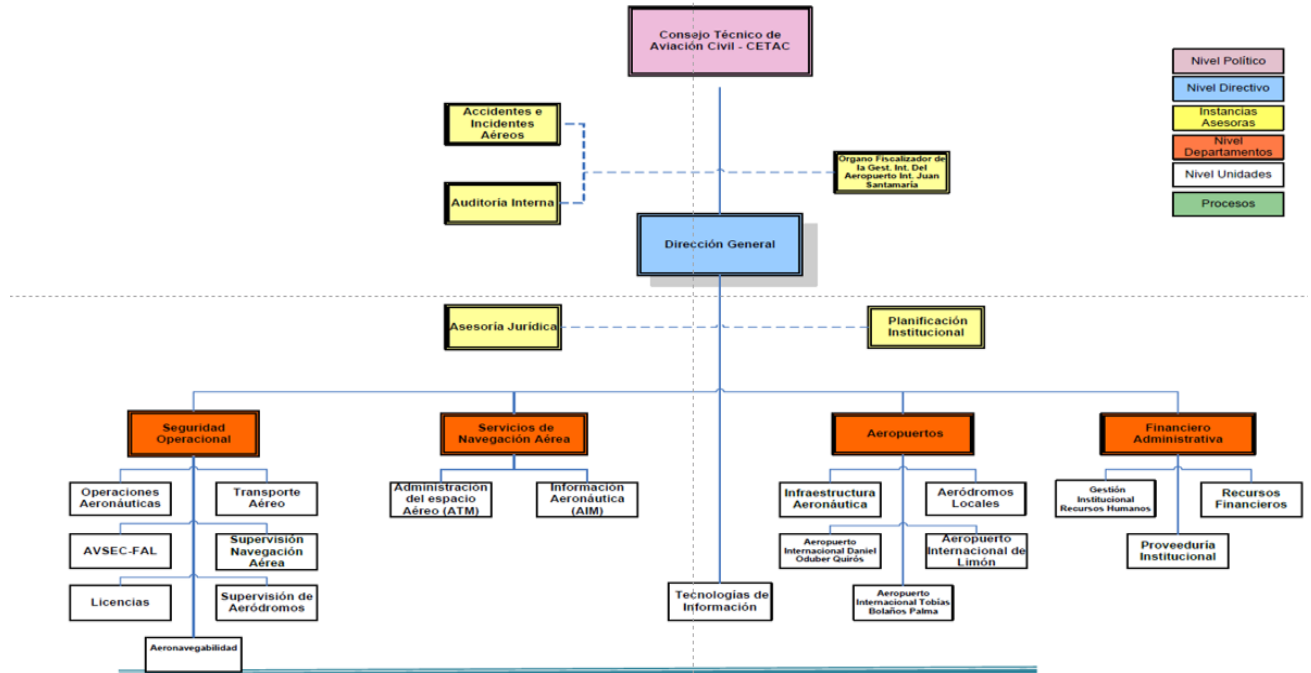 Consejo Técnico de
Aviación Civil - CETAC
Nivel Político
Nivel Directivo
Instancias
Asesoras
Nivel
Departamentos
Nivel Unidades
Procesos
Accidentes e
Incidentes
Aéreos
Organo Fiscalizador de
la Gest. Int. Del
Aeropuerto Int. Juan
Santamaría
Auditoría Interna
Dirección General
Asesoría Jurídica
Planificación
Institucional
Seguridad
Operacional
Servicios de
Navegación Aérea
Aeropuertos
Financiero
Administrativa
Operaciones
Aeronáuticas
Transporte
Aéreo
Administración
del espacio
Aéreo (ATM)
Información
Aeronáutica
(AIM)
Infraestructura
Aeronáutica
Aeródromos
Locales
Gestión
Institucional
Recursos Humanos
Recursos
Financieros
AVSEC-FAL
Supervisión
Navegación
Aérea
Aeropuerto
Internacional Daniel
Oduber Quirós
Aeropuerto
Internacional de
Limón
Proveeduría
Institucional
Licencias
Supervisión de
Aeródromos
Tecnologías de
Información
Aeropuerto
Internacional Tobías
Bolaños Palma
Aeronavegabilidad